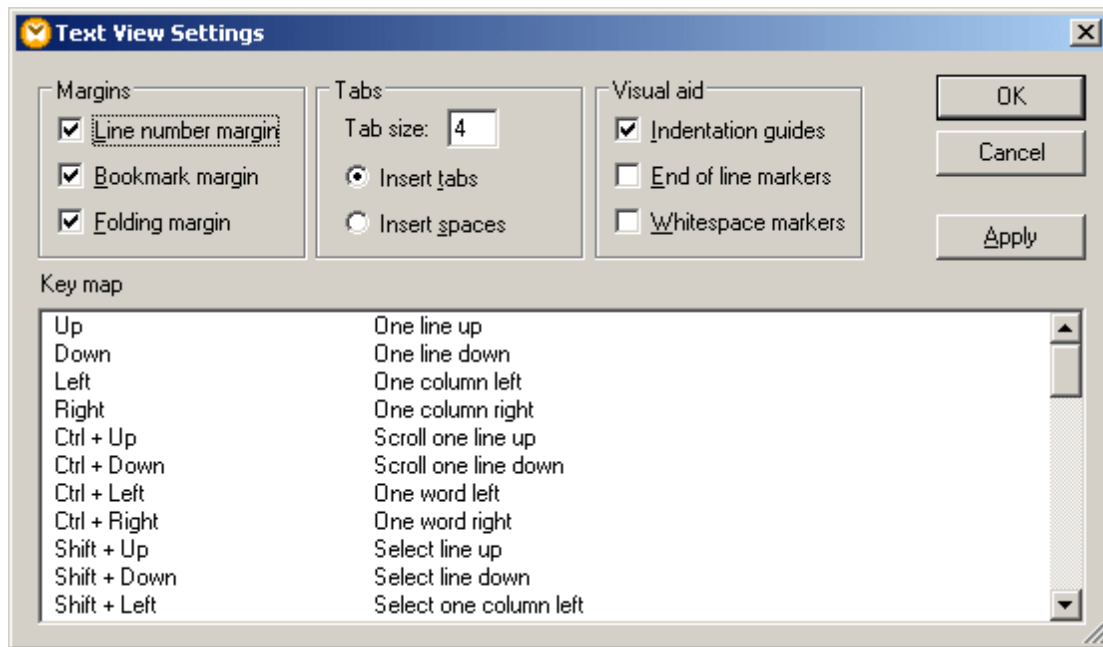 Text View Settings
Margins
Line number margin
Bookmark margin
Folding margin
Tabs
Tab size: 4
Insert tabs
Insert spaces
Visual aid
Indentation guides
End of line markers
Whitespace markers
OK
Cancel
Apply
Key map
Up One line up
Down One line down
Left One column left
Right One column right
Ctrl + Up Scroll one line up
Ctrl + Down Scroll one line down
Ctrl + Left One word left
Ctrl + Right One word right
Shift + Up Select line up
Shift + Down Select line down
Shift + Left Select one column left